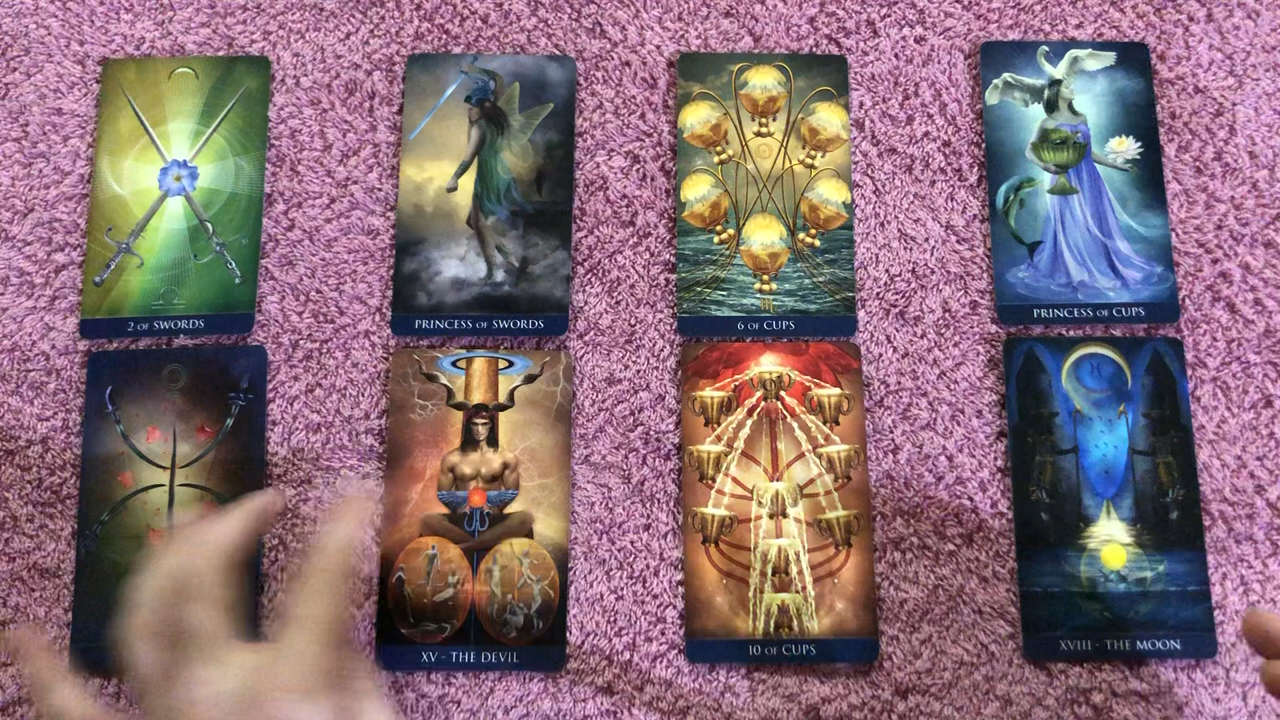 2 OF SWORDS
PRINCESS OF SWORDS
6 OF CUPS
PRINCESS OF CUPS
XV - THE DEVIL
10 OF CUPS
XVIII - THE MOON